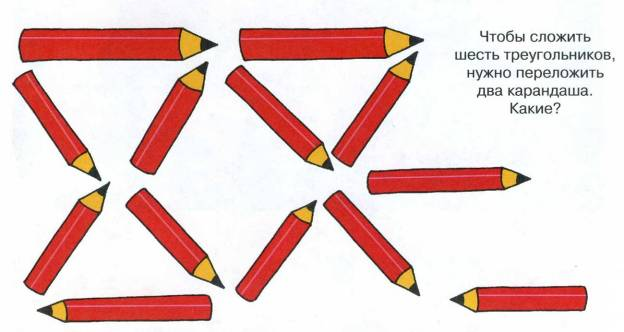 Чтобы сложить
шесть треугольников,
нужно переложить
два карандаша.
Какие?